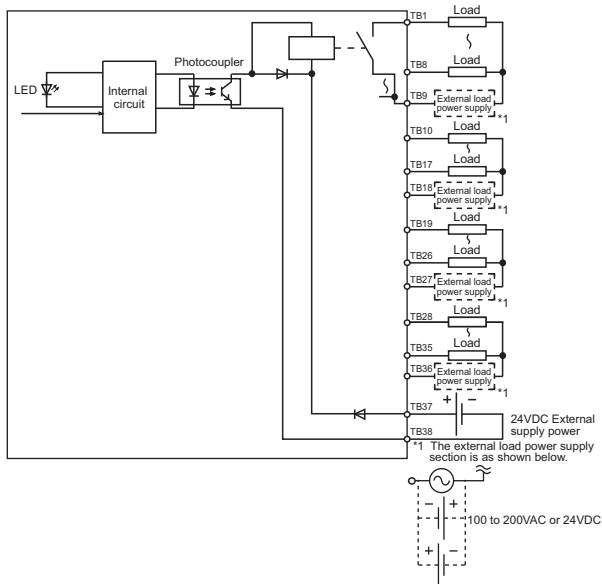 TB1
Load
TB8
Load
Photocoupler
LED
Internal
circuit
TB9
External load
power supply
*1
TB10
Load
TB17
Load
TB18
External load
power supply
*1
TB19
Load
TB26
Load
TB27
External load
power supply
*1
TB28
Load
TB35
Load
TB36
External load
power supply
*1
TB37
+ −
24VDC External
supply power
TB38
*1 The external load power supply
section is as shown below.
− +
100 to 200VAC or 24VDC
+ −